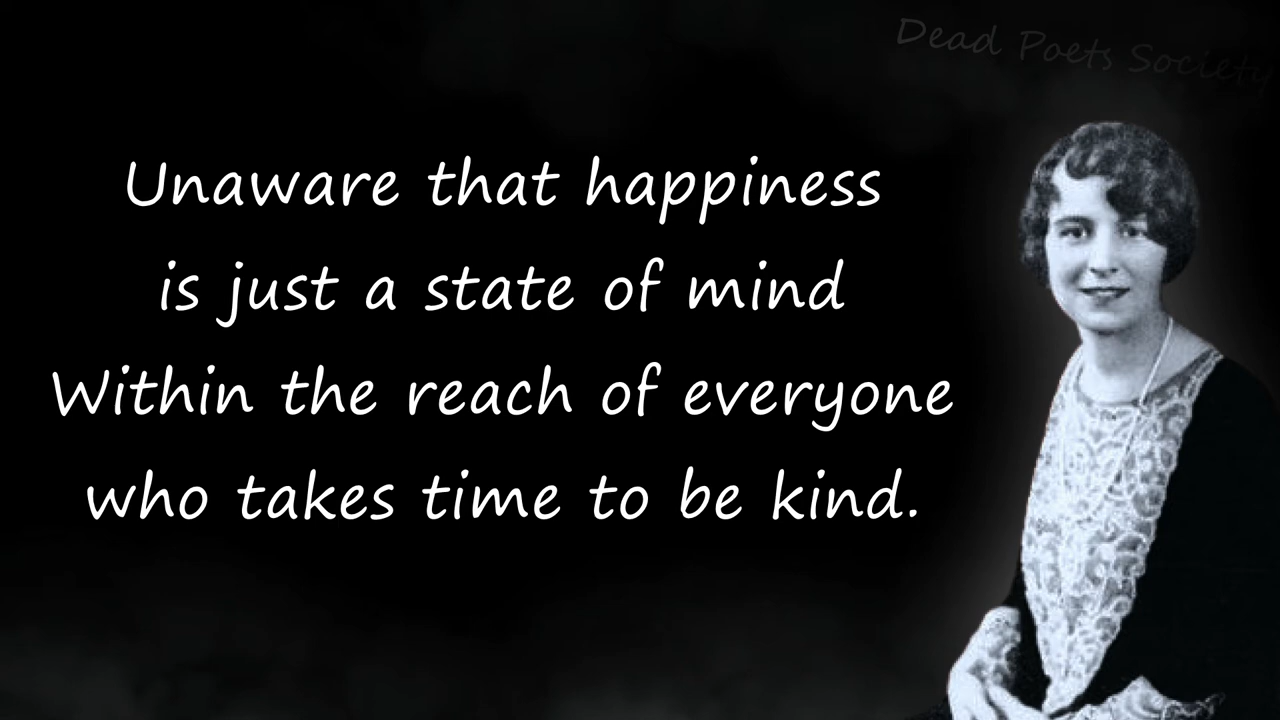 Dead Poets Society
Unaware that happiness
is just a state of mind
Within the reach of everyone
who takes time to be kind.